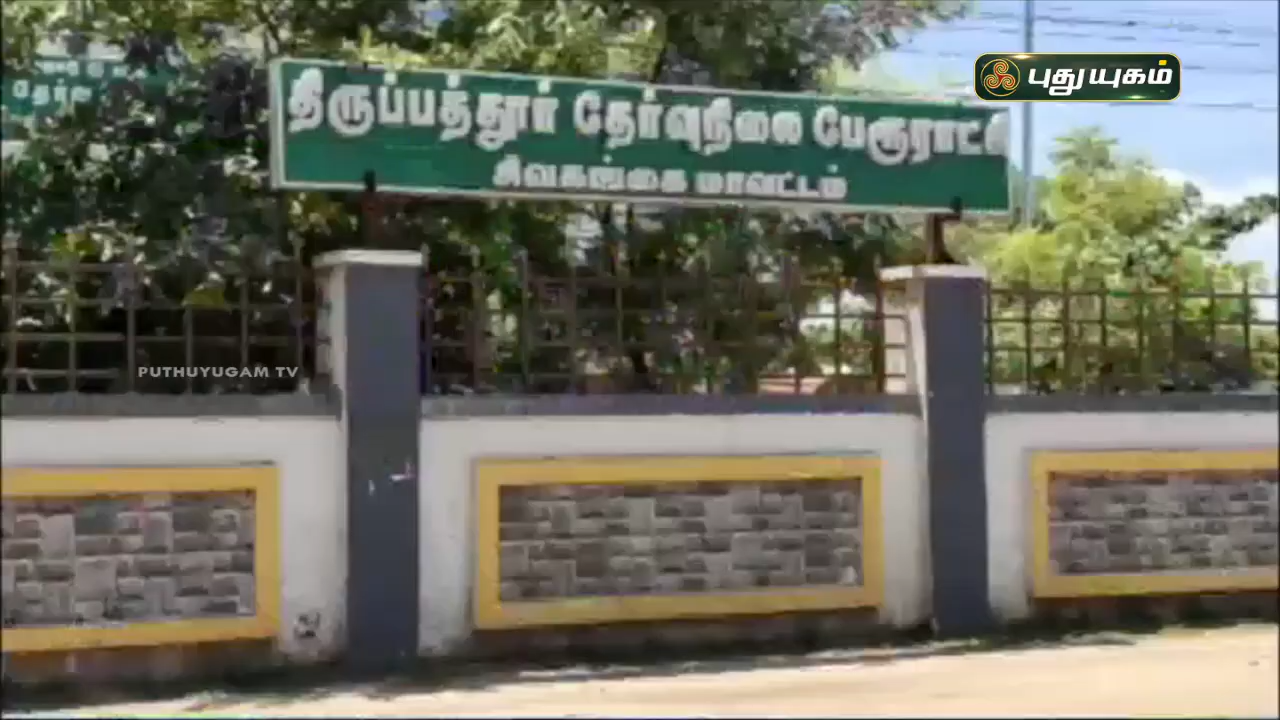 புதுயுகம்
திருப்பத்தூர் தேர்வுநிலை பேரூராட்சி
சிவகங்கை மாவட்டம்
PUTHUYUGAM TV